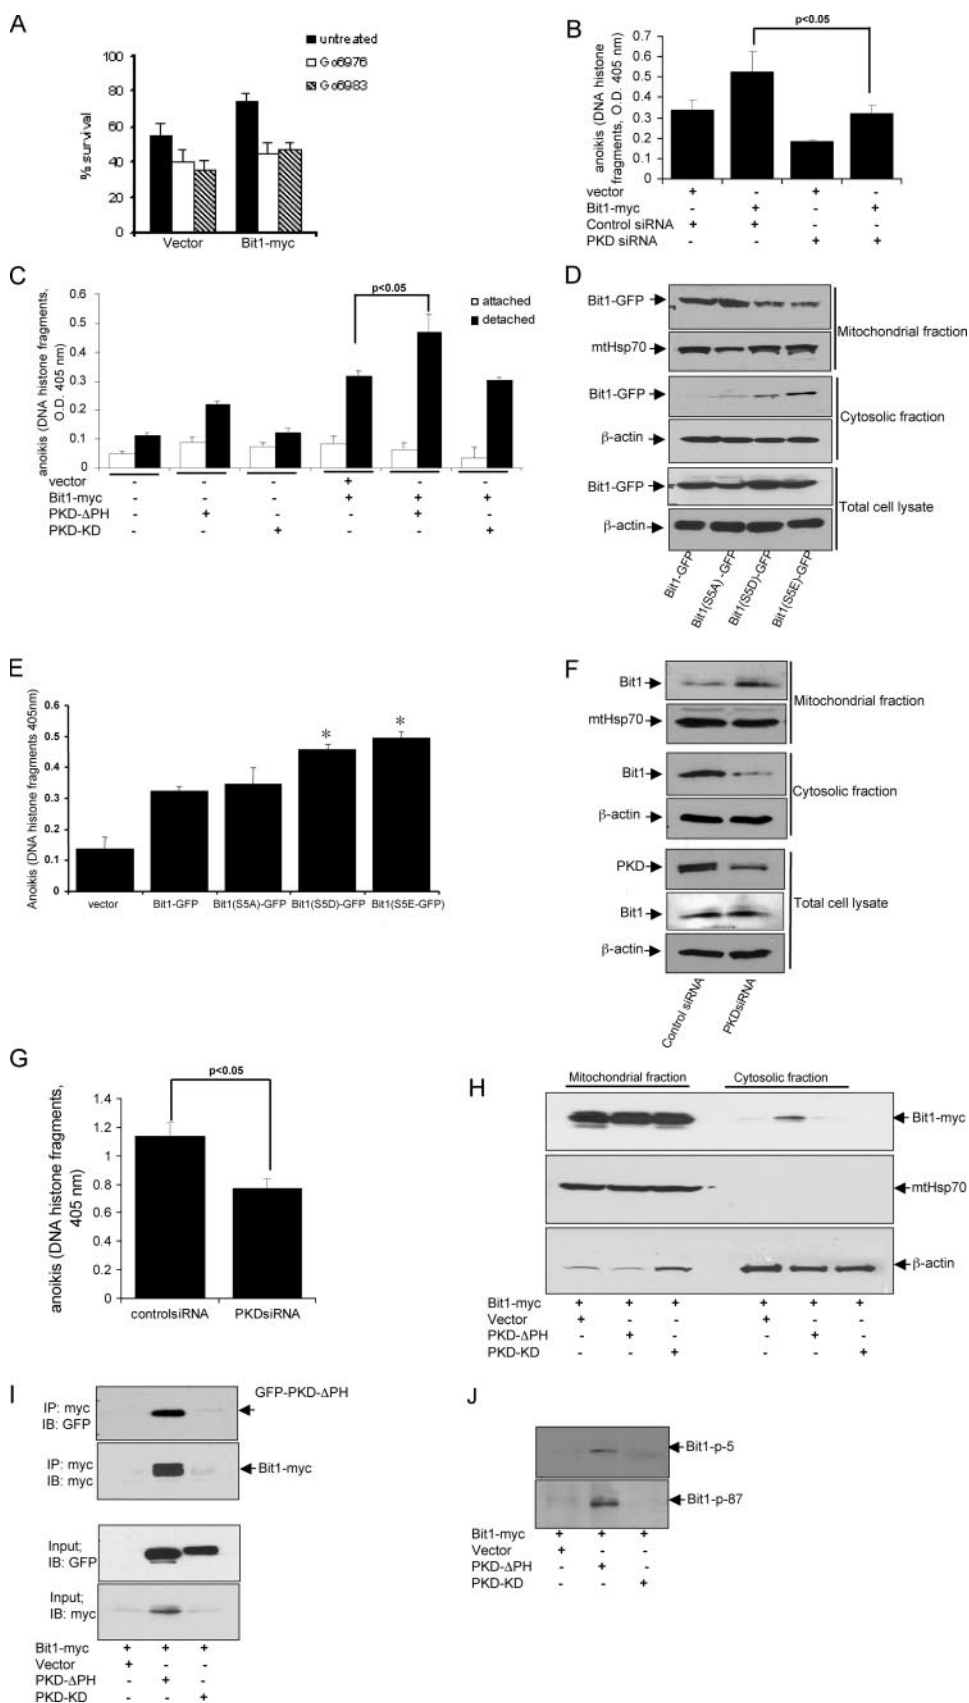 A
untreated
Go6976
Go6983
% survival
100
80
60
40
20
0
Vector
Bit1-myc
B
p<0.05
anoikis (DNA histone
fragments, O.D. 405 nm)
0.7
0.6
0.5
0.4
0.3
0.2
0.1
0
vector + - + -
Bit1-myc - + - +
Control siRNA + + - -
PKD siRNA - - + +
C
p<0.05
attached
detached
anoikis (DNA histone fragments,
O.D. 405 nm)
0.6
0.5
0.4
0.3
0.2
0.1
0
vector - - - + - -
Bit1-myc - - - + + +
PKD-ΔPH - + - - + -
PKD-KD - - + - - +
D
Bit1-GFP
mtHsp70
Mitochondrial fraction
Bit1-GFP
β-actin
Cytosolic fraction
Bit1-GFP
β-actin
Total cell lysate
Bit1-GFP
Bit1(S5A) -GFP
Bit1(S5D)-GFP
Bit1(S5E)-GFP
E
Anoikis (DNA histone fragments 405nm)
0.6
0.5
0.4
0.3
0.2
0.1
0
* *
vector
Bit1-GFP
Bit1(S5A)-GFP
Bit1(S5D)-GFP
Bit1(S5E-GFP)
F
Bit1
mtHsp70
Mitochondrial fraction
Bit1
β-actin
Cytosolic fraction
PKD
Bit1
β-actin
Total cell lysate
Control siRNA
PKDsiRNA
G
p<0.05
anoikis (DNA histone fragments,
405 nm)
1.4
1.2
1
0.8
0.6
0.4
0.2
0
controlsiRNA
PKDsiRNA
H
Mitochondrial fraction
Cytosolic fraction
Bit1-myc
mtHsp70
β-actin
Bit1-myc + + + + + +
Vector + - - + - -
PKD-ΔPH - + - - + -
PKD-KD - - + - - +
I
GFP-PKD-ΔPH
IP: myc
IB: GFP
IP: myc
IB: myc
Bit1-myc
Input;
IB: GFP
Input;
IB: myc
Bit1-myc + + +
Vector + - -
PKD-ΔPH - + -
PKD-KD - - +
J
Bit1-p-5
Bit1-p-87
Bit1-myc + + +
Vector + - -
PKD-ΔPH - + -
PKD-KD - - +